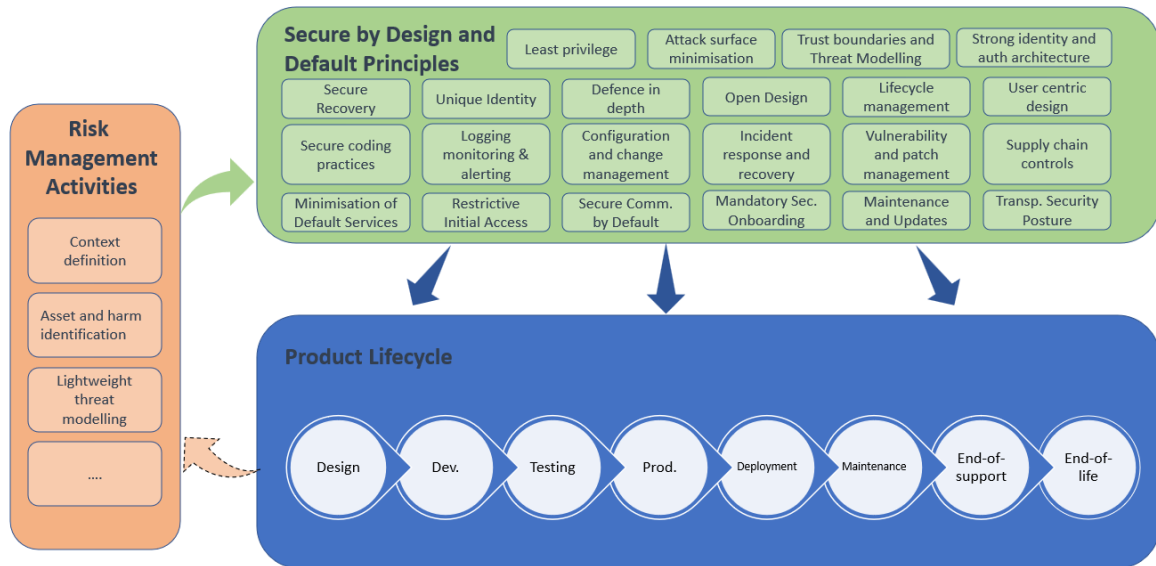 Secure by Design and
Default Principles
Least privilege
Attack surface
minimisation
Trust boundaries and
Threat Modelling
Strong identity and
auth architecture
Secure
Recovery
Unique Identity
Defence in
depth
Open Design
Lifecycle
management
User centric
design
Secure coding
practices
Logging
monitoring &
alerting
Configuration
and change
management
Incident
response and
recovery
Vulnerability
and patch
management
Supply chain
controls
Minimisation of
Default Services
Restrictive
Initial Access
Secure Comm.
by Default
Mandatory Sec.
Onboarding
Maintenance
and Updates
Transp. Security
Posture
Risk
Management
Activities
Context
definition
Asset and harm
identification
Lightweight
threat
modelling
....
Product Lifecycle
Design
Dev.
Testing
Prod.
Deployment
Maintenance
End-of-
support
End-of-
life